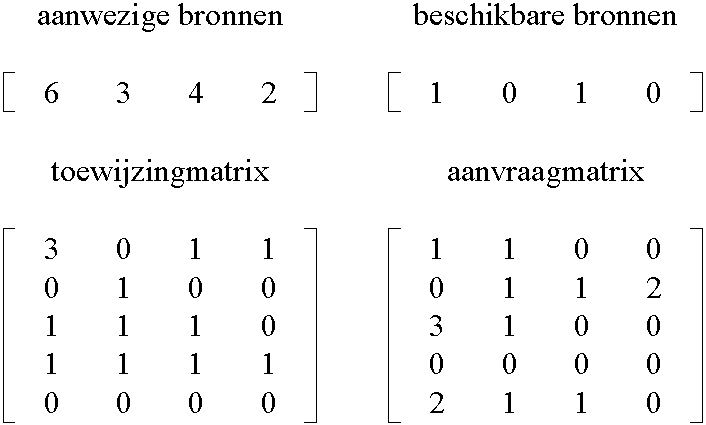 aanwezige bronnen beschikbare bronnen
[ 6 3 4 2 ] [ 1 0 1 0 ]
toewijzingmatrix aanvraagmatrix
3 0 1 1 1 1 0 0
0 1 0 0 0 1 1 2
1 1 1 0 3 1 0 0
1 1 1 1 0 0 0 0
0 0 0 0 2 1 1 0